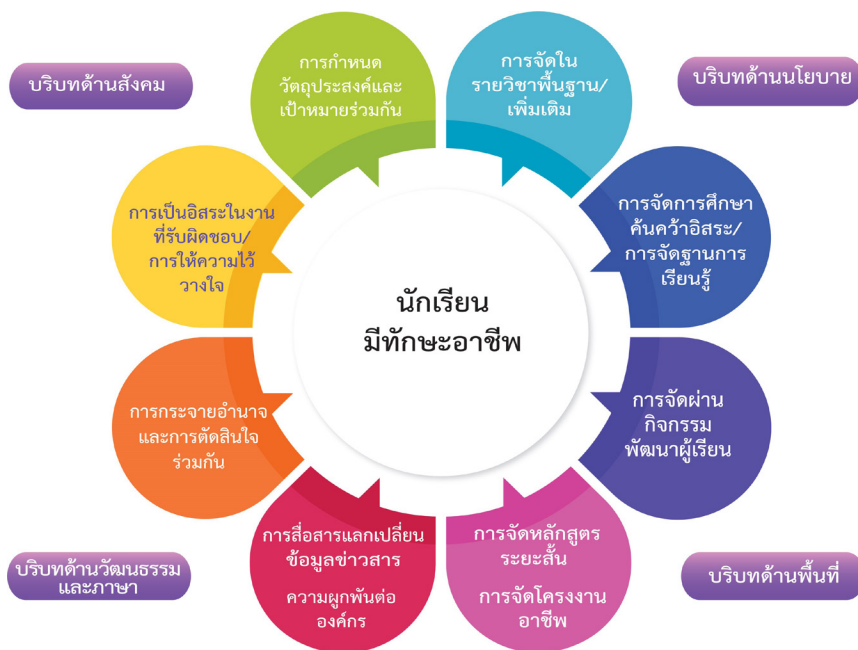 บริบทด้านสังคม
การกำหนด
วัตถุประสงค์และ
เป้าหมายร่วมกัน
การจัดใน
รายวิชาพื้นฐาน/
เพิ่มเติม
บริบทด้านนโยบาย
การเป็นอิสระในงาน
ที่รับผิดชอบ/
การให้ความไว้
วางใจ
การจัดการศึกษา
ค้นคว้าอิสระ/
การจัดฐานการ
เรียนรู้
นักเรียน
มีทักษะอาชีพ
การกระจายอำนาจ
และการตัดสินใจ
ร่วมกัน
การจัดผ่าน
กิจกรรม
พัฒนาผู้เรียน
การสื่อสารแลกเปลี่ยน
ข้อมูลข่าวสาร
ความผูกพันต่อ
องค์กร
การจัดหลักสูตร
ระยะสั้น
การจัดโครงงาน
อาชีพ
บริบทด้านวัฒนธรรม
และภาษา
บริบทด้านพื้นที่